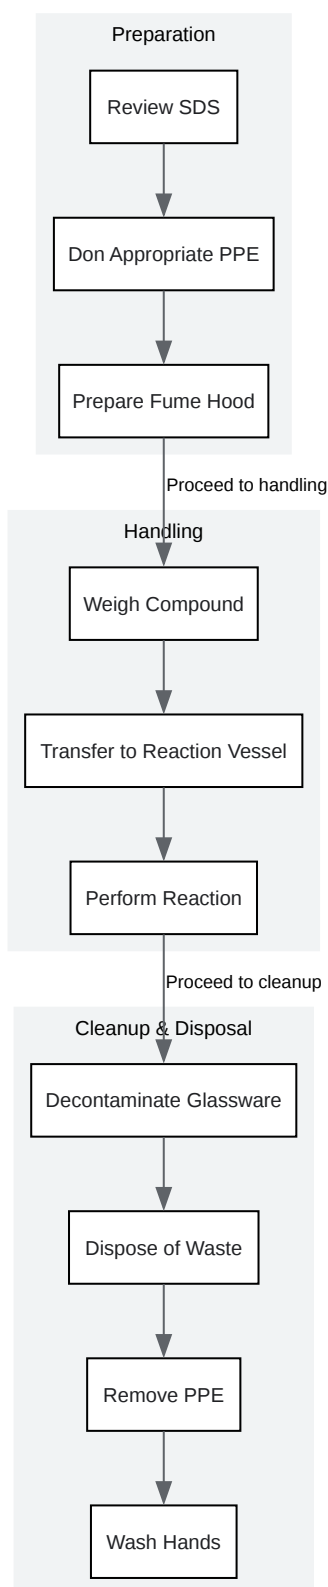 Preparation
Review SDS
Don Appropriate PPE
Prepare Fume Hood
Proceed to handling
Handling
Weigh Compound
Transfer to Reaction Vessel
Perform Reaction
Proceed to cleanup
Cleanup & Disposal
Decontaminate Glassware
Dispose of Waste
Remove PPE
Wash Hands